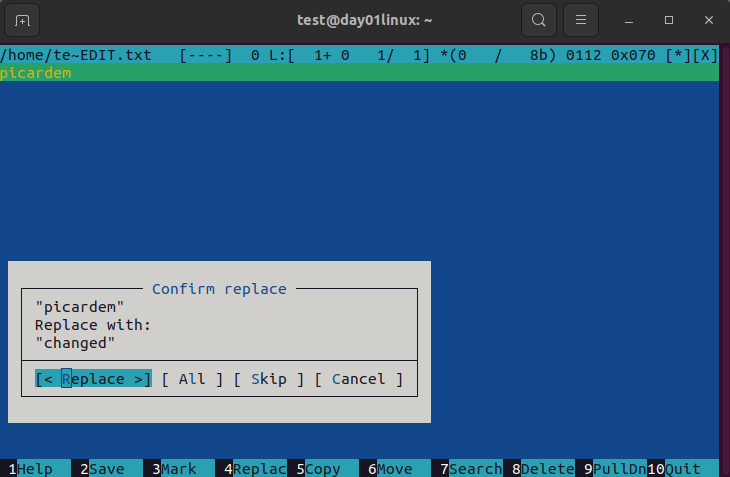 test@day01linux: ~
/home/te~EDIT.txt   [----]  0 L:[  1+ 0   1/  1] *(0   /   8b) 0112 0x070 [*][X]
picardem
Confirm replace
"picardem"
Replace with:
"changed"
[< Replace >] [ All ] [ Skip ] [ Cancel ]
1Help 2Save 3Mark 4Replac 5Copy 6Move 7Search 8Delete 9PullDn 10Quit